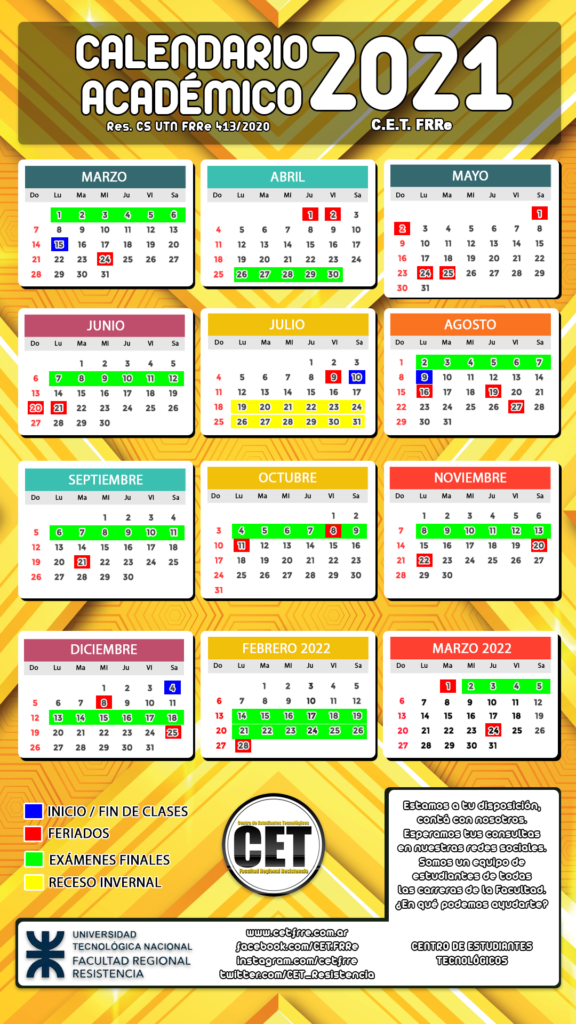 CALENDARIO
ACADÉMICO
2021
Res. CS UTN FRRe 413/2020
C.E.T. FRRe
MARZO
Do Lu Ma Mi Ju Vi Sa
1 2 3 4 5 6
7 8 9 10 11 12 13
14 15 16 17 18 19 20
21 22 23 24 25 26 27
28 29 30 31
ABRIL
Do Lu Ma Mi Ju Vi Sa
1 2 3
4 5 6 7 8 9 10
11 12 13 14 15 16 17
18 19 20 21 22 23 24
25 26 27 28 29 30
MAYO
Do Lu Ma Mi Ju Vi Sa
1
2 3 4 5 6 7 8
9 10 11 12 13 14 15
16 17 18 19 20 21 22
23 24 25 26 27 28 29
30 31
JUNIO
Do Lu Ma Mi Ju Vi Sa
1 2 3 4 5
6 7 8 9 10 11 12
13 14 15 16 17 18 19
20 21 22 23 24 25 26
27 28 29 30
JULIO
Do Lu Ma Mi Ju Vi Sa
1 2 3
4 5 6 7 8 9 10
11 12 13 14 15 16 17
18 19 20 21 22 23 24
25 26 27 28 29 30 31
AGOSTO
Do Lu Ma Mi Ju Vi Sa
1 2 3 4 5 6 7
8 9 10 11 12 13 14
15 16 17 18 19 20 21
22 23 24 25 26 27 28
29 30 31
SEPTIEMBRE
Do Lu Ma Mi Ju Vi Sa
1 2 3 4
5 6 7 8 9 10 11
12 13 14 15 16 17 18
19 20 21 22 23 24 25
26 27 28 29 30
OCTUBRE
Do Lu Ma Mi Ju Vi Sa
1 2
3 4 5 6 7 8 9
10 11 12 13 14 15 16
17 18 19 20 21 22 23
24 25 26 27 28 29 30
31
NOVIEMBRE
Do Lu Ma Mi Ju Vi Sa
1 2 3 4 5 6
7 8 9 10 11 12 13
14 15 16 17 18 19 20
21 22 23 24 25 26 27
28 29 30
DICIEMBRE
Do Lu Ma Mi Ju Vi Sa
1 2 3 4
5 6 7 8 9 10 11
12 13 14 15 16 17 18
19 20 21 22 23 24 25
26 27 28 29 30 31
FEBRERO 2022
Do Lu Ma Mi Ju Vi Sa
1 2 3 4 5
6 7 8 9 10 11 12
13 14 15 16 17 18 19
20 21 22 23 24 25 26
27 28
MARZO 2022
Do Lu Ma Mi Ju Vi Sa
1 2 3 4 5
6 7 8 9 10 11 12
13 14 15 16 17 18 19
20 21 22 23 24 25 26
27 28 29 30 31
INICIO / FIN DE CLASES
FERIADOS
EXÁMENES FINALES
RECESO INVERNAL
Centro de Estudiantes Tecnológicos
CET
Facultad Regional Resistencia
Estamos a tu disposición,
contá con nosotros.
Esperamos tus consultas
en nuestras redes sociales.
Somos un equipo de
estudiantes de todas
las carreras de la Facultad.
¿En qué podemos ayudarte?
UNIVERSIDAD
TECNOLÓGICA NACIONAL
FACULTAD REGIONAL
RESISTENCIA
www.cetfrre.com.ar
facebook.com/CET.FRRe
instagram.com/cetfrre
twitter.com/CET_Resistencia
CENTRO DE ESTUDIANTES
TECNOLÓGICOS